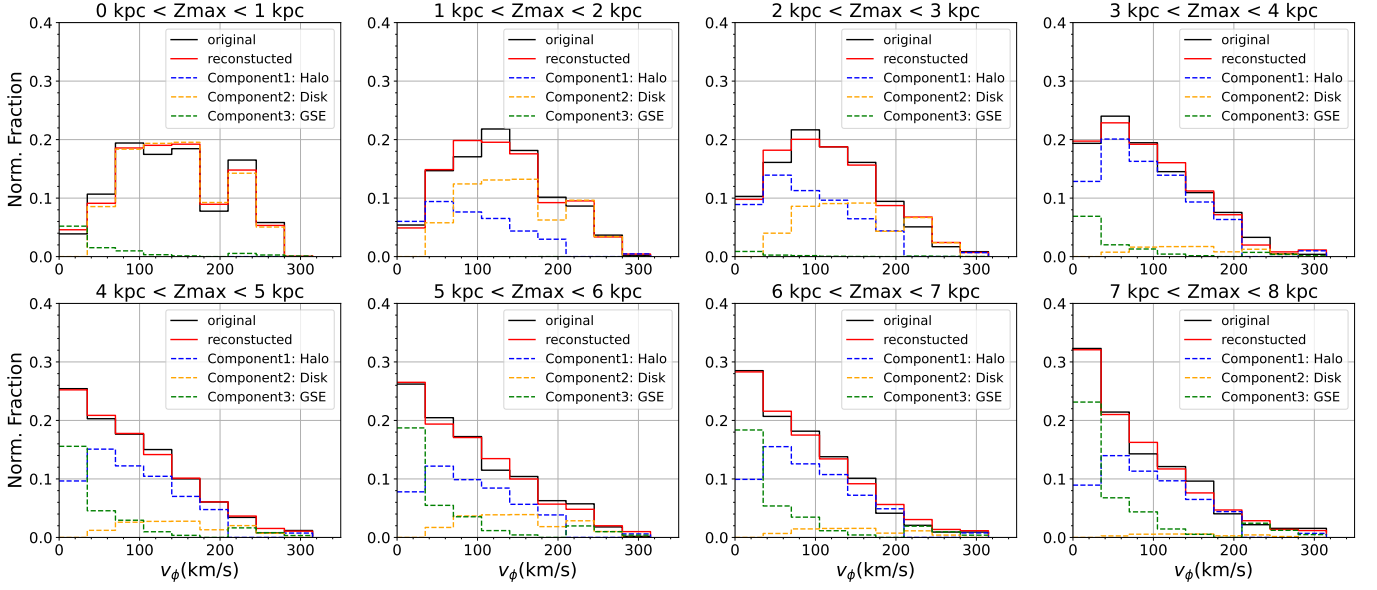 0 kpc < Zmax < 1 kpc
1 kpc < Zmax < 2 kpc
2 kpc < Zmax < 3 kpc
3 kpc < Zmax < 4 kpc
Norm. Fraction
0.4
0.3
0.2
0.1
0.0
0 100 200 300
original
reconstucted
Component1: Halo
Component2: Disk
Component3: GSE
0.4
0.3
0.2
0.1
0.0
0 100 200 300
original
reconstucted
Component1: Halo
Component2: Disk
Component3: GSE
0.4
0.3
0.2
0.1
0.0
0 100 200 300
original
reconstucted
Component1: Halo
Component2: Disk
Component3: GSE
0.4
0.3
0.2
0.1
0.0
0 100 200 300
original
reconstucted
Component1: Halo
Component2: Disk
Component3: GSE
4 kpc < Zmax < 5 kpc
5 kpc < Zmax < 6 kpc
6 kpc < Zmax < 7 kpc
7 kpc < Zmax < 8 kpc
Norm. Fraction
0.4
0.3
0.2
0.1
0.0
0 100 200 300
original
reconstucted
Component1: Halo
Component2: Disk
Component3: GSE
vϕ(km/s)
0.4
0.3
0.2
0.1
0.0
0 100 200 300
original
reconstucted
Component1: Halo
Component2: Disk
Component3: GSE
vϕ(km/s)
0.4
0.3
0.2
0.1
0.0
0 100 200 300
original
reconstucted
Component1: Halo
Component2: Disk
Component3: GSE
vϕ(km/s)
0.4
0.3
0.2
0.1
0.0
0 100 200 300
original
reconstucted
Component1: Halo
Component2: Disk
Component3: GSE
vϕ(km/s)